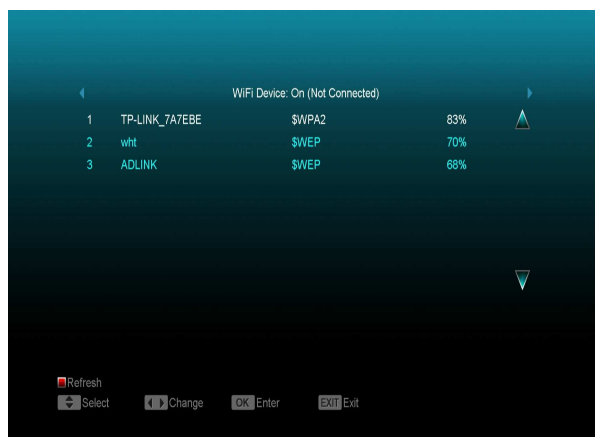 WiFi Device: On (Not Connected)
1 TP-LINK_7A7EBE $WPA2 83%
2 wht $WEP 70%
3 ADLINK $WEP 68%
Refresh
Select Change OK Enter EXIT Exit